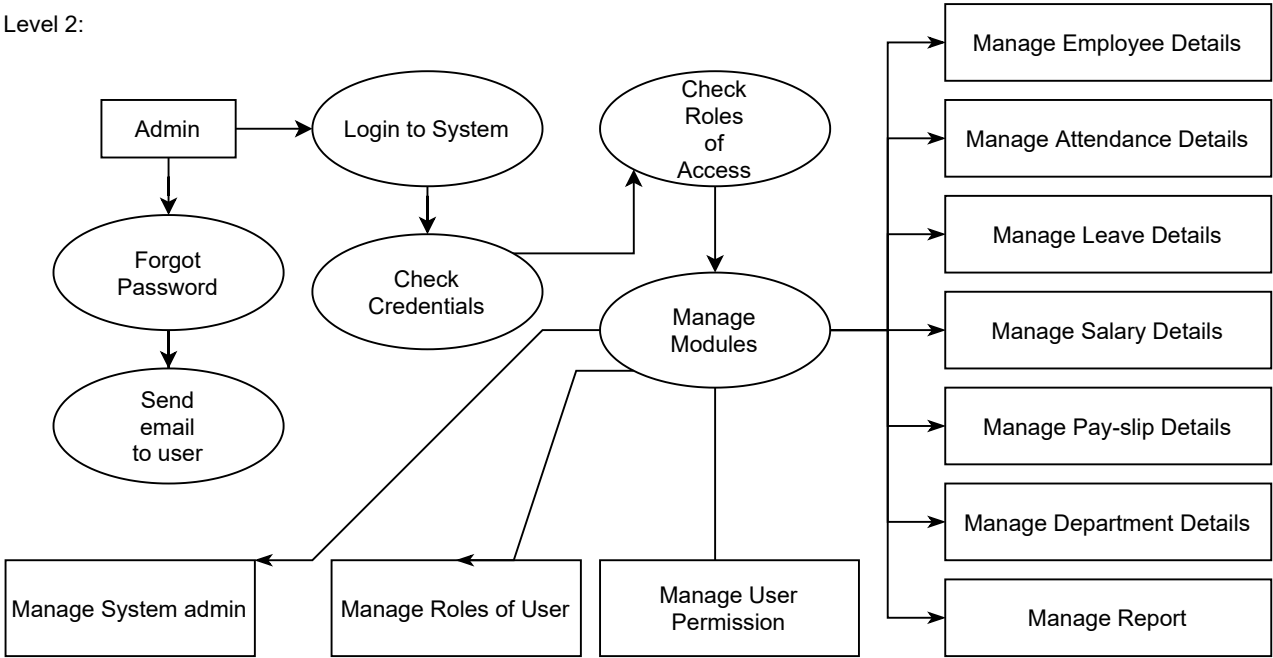 Level 2:
Admin
Login to System
Check
Roles
of
Access
Forgot
Password
Check
Credentials
Send
email
to user
Manage
Modules
Manage System admin
Manage Roles of User
Manage User
Permission
Manage Employee Details
Manage Attendance Details
Manage Leave Details
Manage Salary Details
Manage Pay-slip Details
Manage Department Details
Manage Report